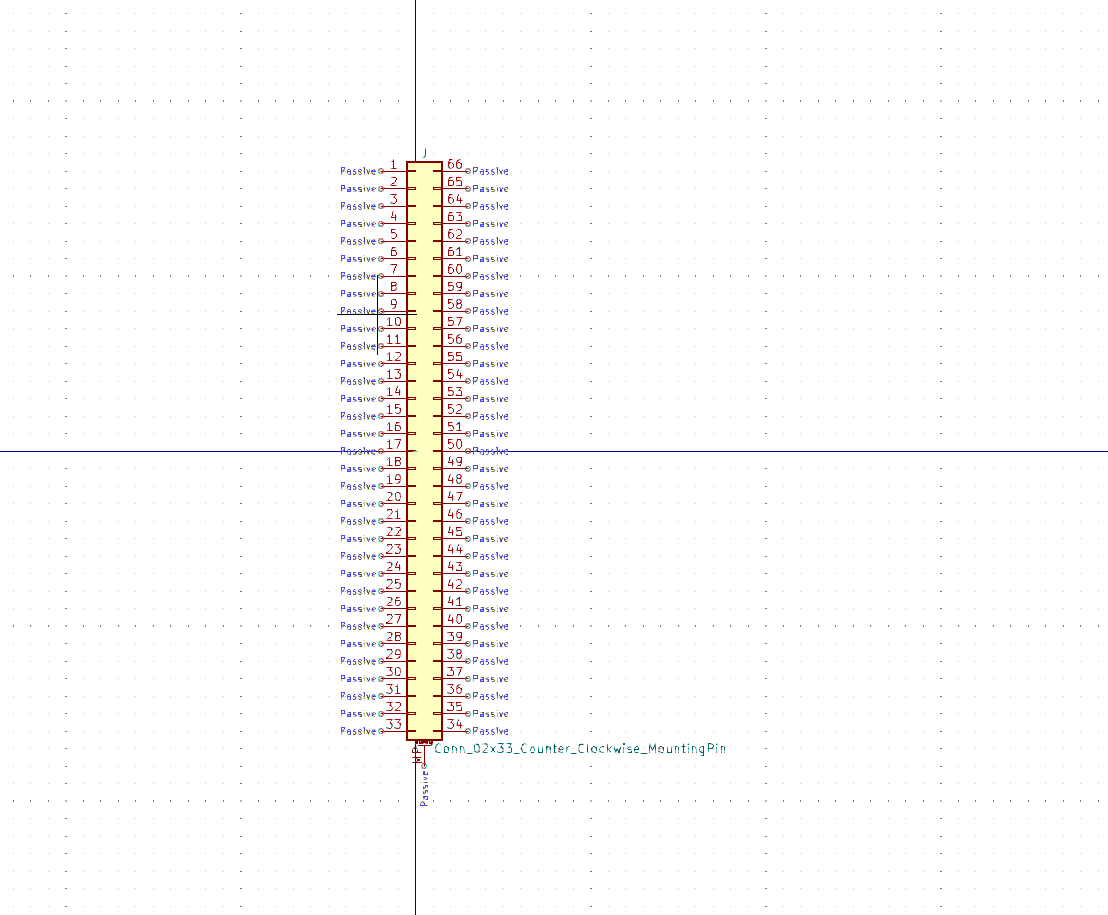 J
Passive 1 66 Passive
Passive 2 65 Passive
Passive 3 64 Passive
Passive 4 63 Passive
Passive 5 62 Passive
Passive 6 61 Passive
Passive 7 60 Passive
Passive 8 59 Passive
Passive 9 58 Passive
Passive 10 57 Passive
Passive 11 56 Passive
Passive 12 55 Passive
Passive 13 54 Passive
Passive 14 53 Passive
Passive 15 52 Passive
Passive 16 51 Passive
Passive 17 50 Passive
Passive 18 49 Passive
Passive 19 48 Passive
Passive 20 47 Passive
Passive 21 46 Passive
Passive 22 45 Passive
Passive 23 44 Passive
Passive 24 43 Passive
Passive 25 42 Passive
Passive 26 41 Passive
Passive 27 40 Passive
Passive 28 39 Passive
Passive 29 38 Passive
Passive 30 37 Passive
Passive 31 36 Passive
Passive 32 35 Passive
Passive 33 34 Passive
MP Conn_02x33_Counter_Clockwise_MountingPin
Passive